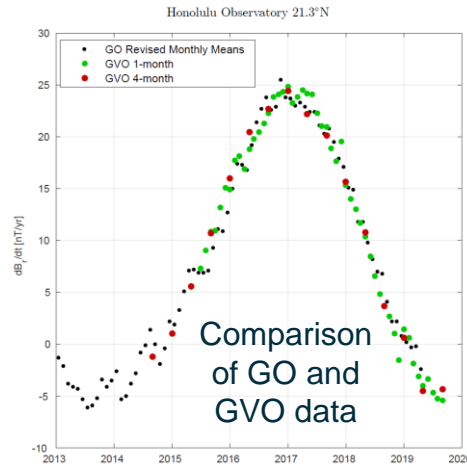 Honolulu Observatory 21.3°N
30
GO Revised Monthly Means
GVO 1-month
GVO 4-month
25
20
15
10
5
0
-5
-10
dB_r/dt [nT/yr]
Comparison
of GO and
GVO data
2013 2014 2015 2016 2017 2018 2019 2020